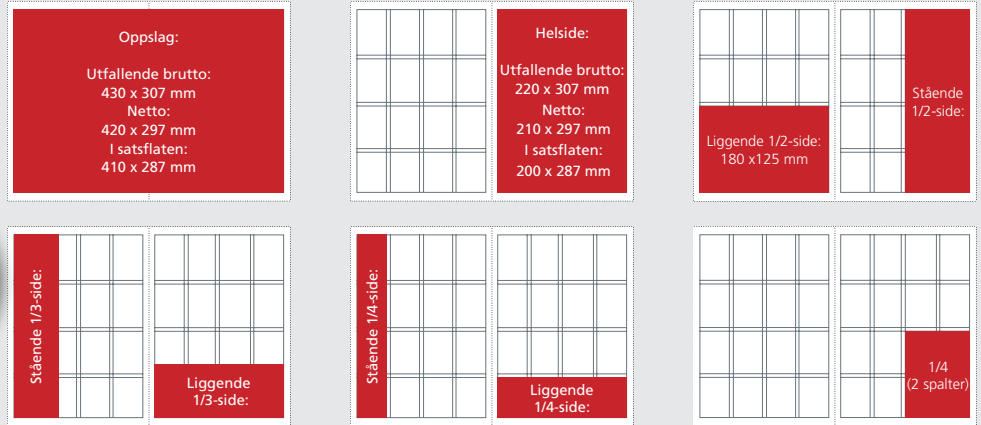 Oppslag:
Utfallende brutto:
430 x 307 mm
Netto:
420 x 297 mm
I satsflaten:
410 x 287 mm
Helside:
Utfallende brutto:
220 x 307 mm
Netto:
210 x 297 mm
I satsflaten:
200 x 287 mm
Liggende 1/2-side:
180 x125 mm
Stående
1/2-side:
Stående 1/3-side:
Liggende
1/3-side:
Stående 1/4-side:
Liggende
1/4-side:
1/4
(2 spalter)